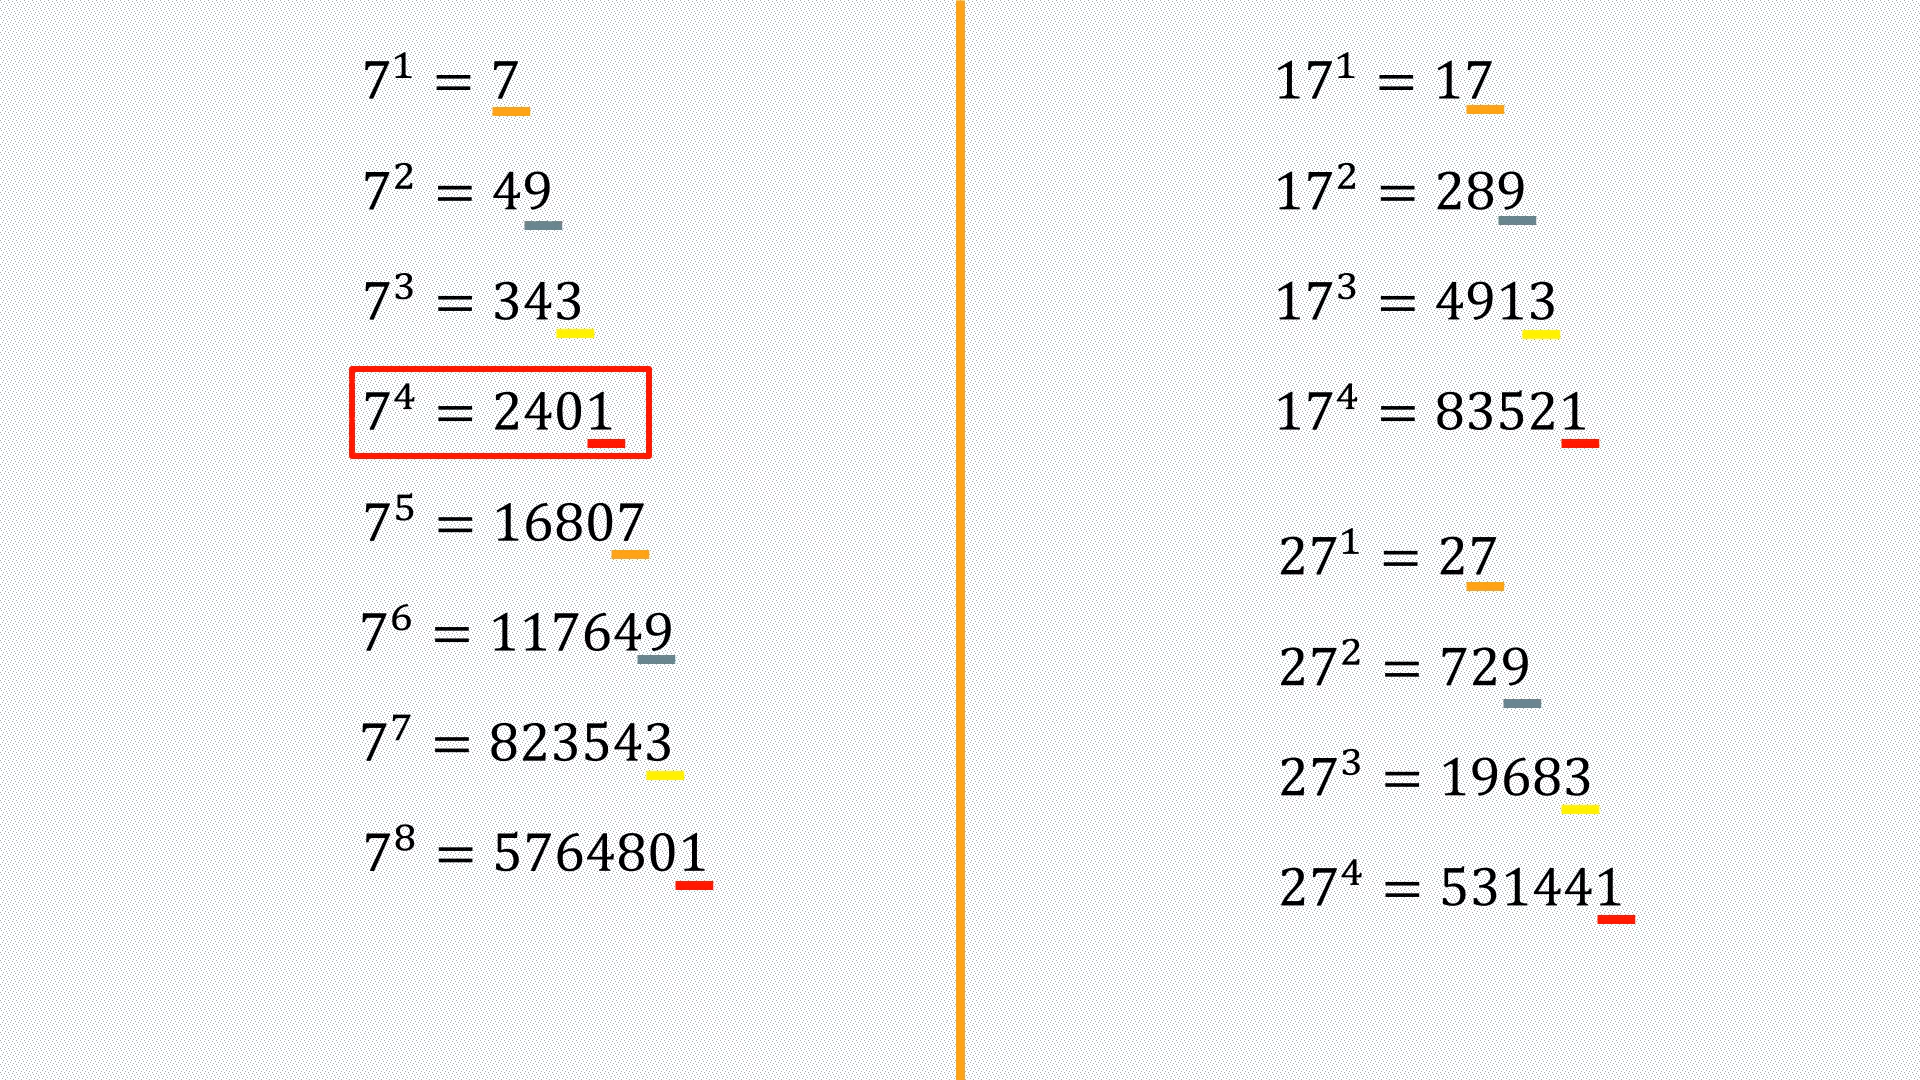 7¹ = 7
7² = 49
7³ = 343
7⁴ = 2401
7⁵ = 16807
7⁶ = 117649
7⁷ = 823543
7⁸ = 5764801
17¹ = 17
17² = 289
17³ = 4913
17⁴ = 83521
27¹ = 27
27² = 729
27³ = 19683
27⁴ = 531441